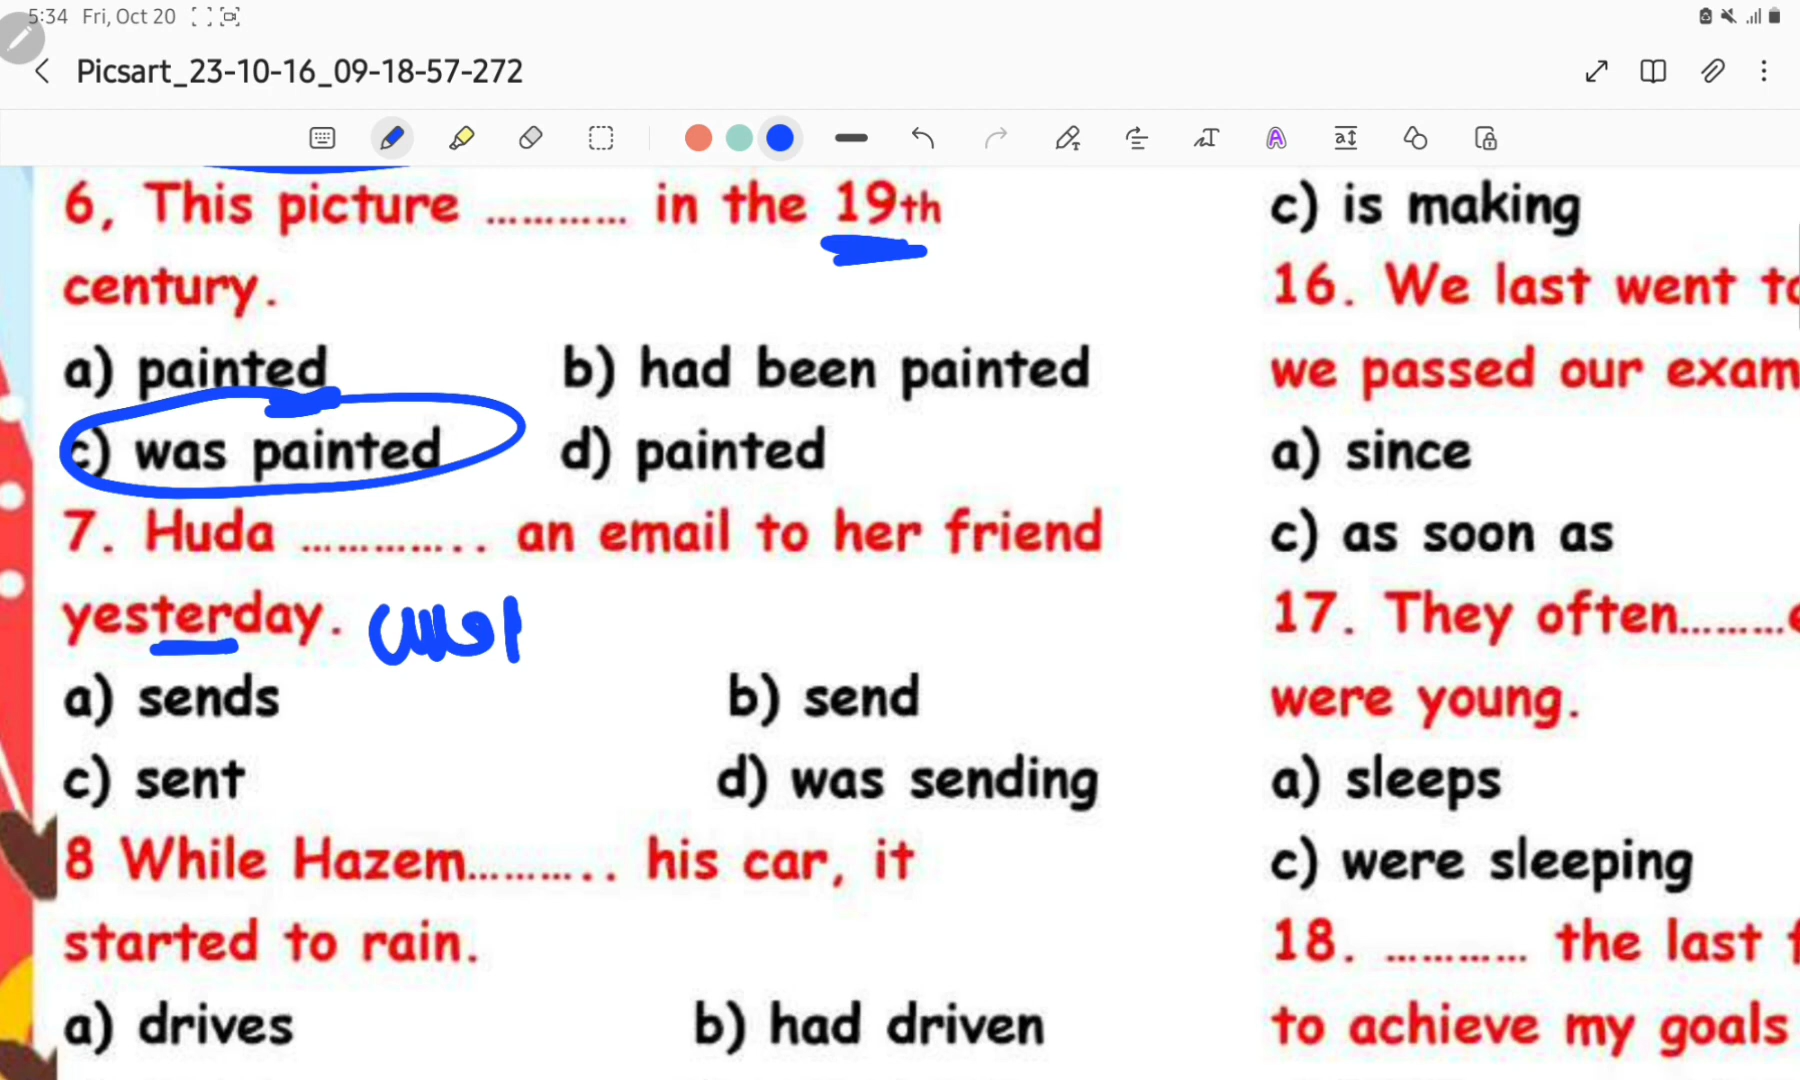 5:34 Fri, Oct 20
Picsart_23-10-16_09-18-57-272
6, This picture ............ in the 19th
century.
a) painted b) had been painted
c) was painted d) painted
7. Huda .............. an email to her friend
yesterday. امس
a) sends b) send
c) sent d) was sending
8 While Hazem........... his car, it
started to rain.
a) drives b) had driven
c) is making
16. We last went to
we passed our exam
a) since
c) as soon as
17. They often.........
were young.
a) sleeps
c) were sleeping
18. ............ the last
to achieve my goals